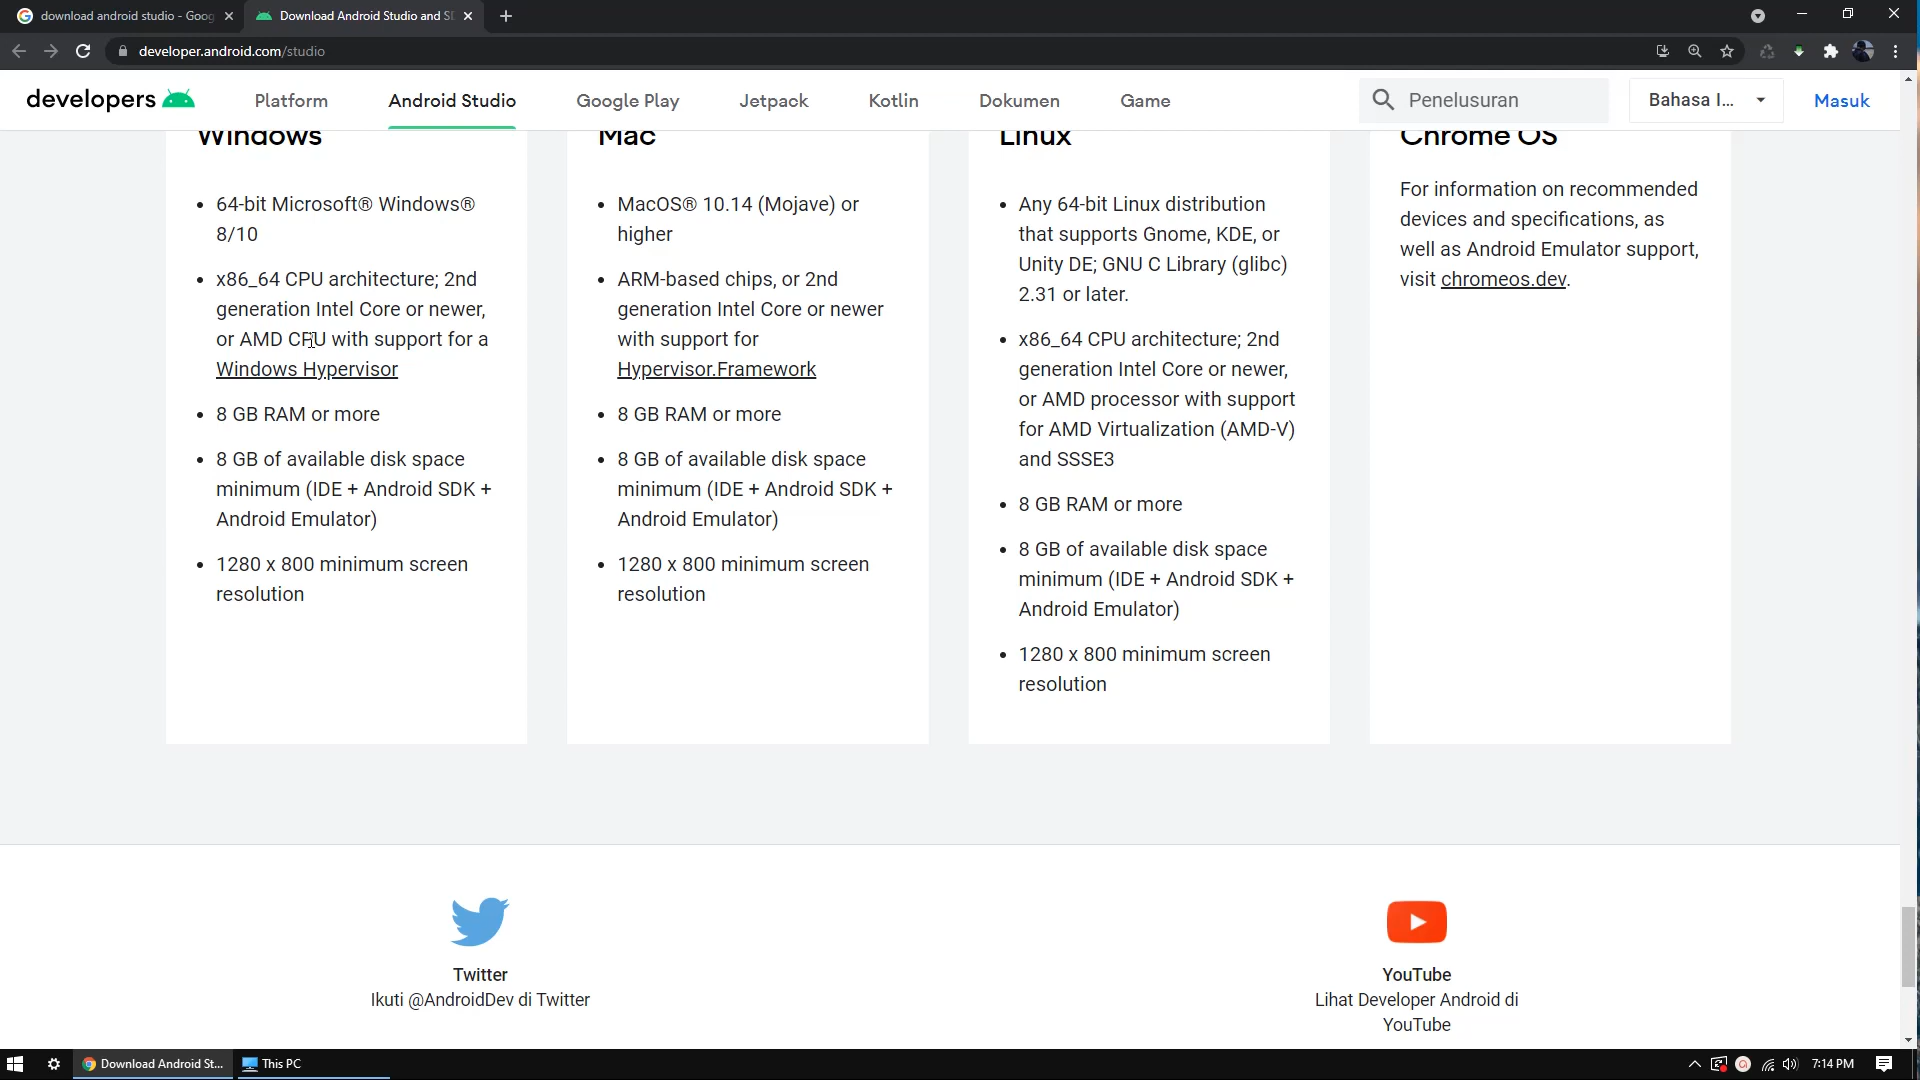 download android studio - Goog
Download Android Studio and SD
developer.android.com/studio
developers
Platform
Android Studio
Google Play
Jetpack
Kotlin
Dokumen
Game
Penelusuran
Bahasa I...
Masuk
Windows
64-bit Microsoft® Windows®
8/10
x86_64 CPU architecture; 2nd
generation Intel Core or newer,
or AMD CPU with support for a
Windows Hypervisor
8 GB RAM or more
8 GB of available disk space
minimum (IDE + Android SDK +
Android Emulator)
1280 x 800 minimum screen
resolution
Mac
MacOS® 10.14 (Mojave) or
higher
ARM-based chips, or 2nd
generation Intel Core or newer
with support for
Hypervisor.Framework
8 GB RAM or more
8 GB of available disk space
minimum (IDE + Android SDK +
Android Emulator)
1280 x 800 minimum screen
resolution
Linux
Any 64-bit Linux distribution
that supports Gnome, KDE, or
Unity DE; GNU C Library (glibc)
2.31 or later.
x86_64 CPU architecture; 2nd
generation Intel Core or newer,
or AMD processor with support
for AMD Virtualization (AMD-V)
and SSSE3
8 GB RAM or more
8 GB of available disk space
minimum (IDE + Android SDK +
Android Emulator)
1280 x 800 minimum screen
resolution
Chrome OS
For information on recommended
devices and specifications, as
well as Android Emulator support,
visit chromeos.dev.
Twitter
Ikuti @AndroidDev di Twitter
YouTube
Lihat Developer Android di
YouTube
Download Android St...
This PC
7:14 PM